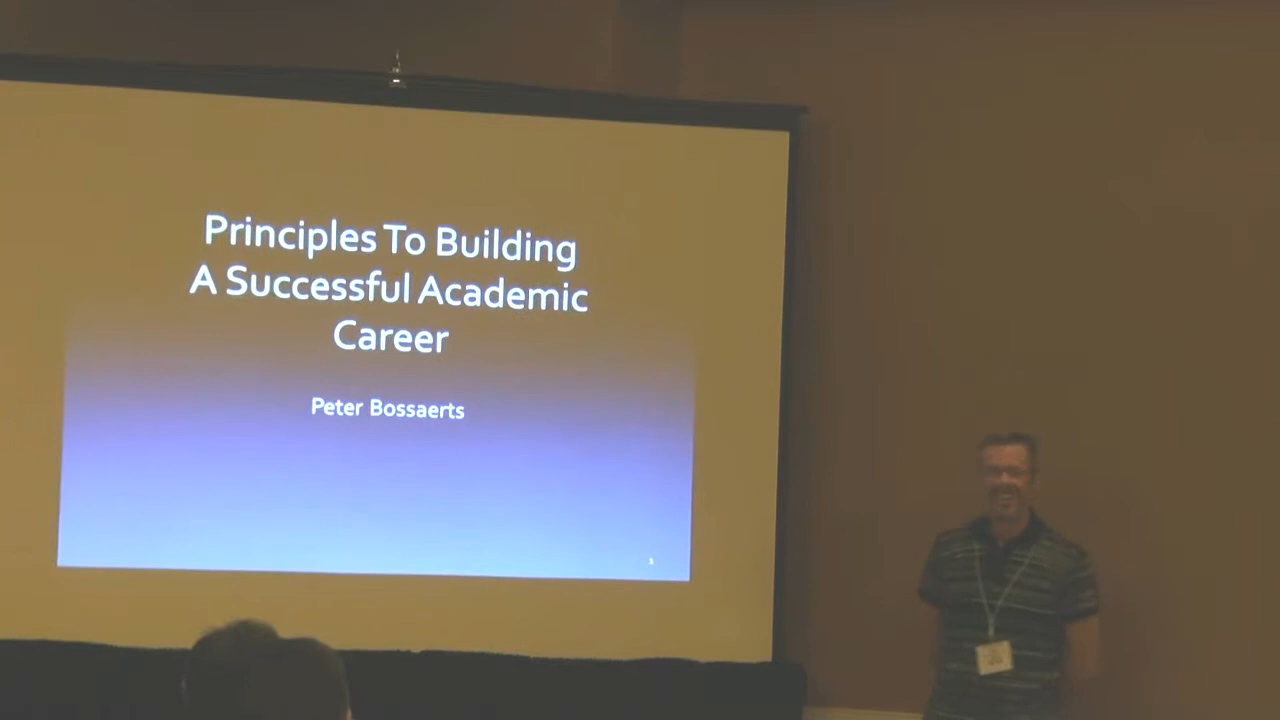 Principles To Building
A Successful Academic
Career
Peter Bossaerts